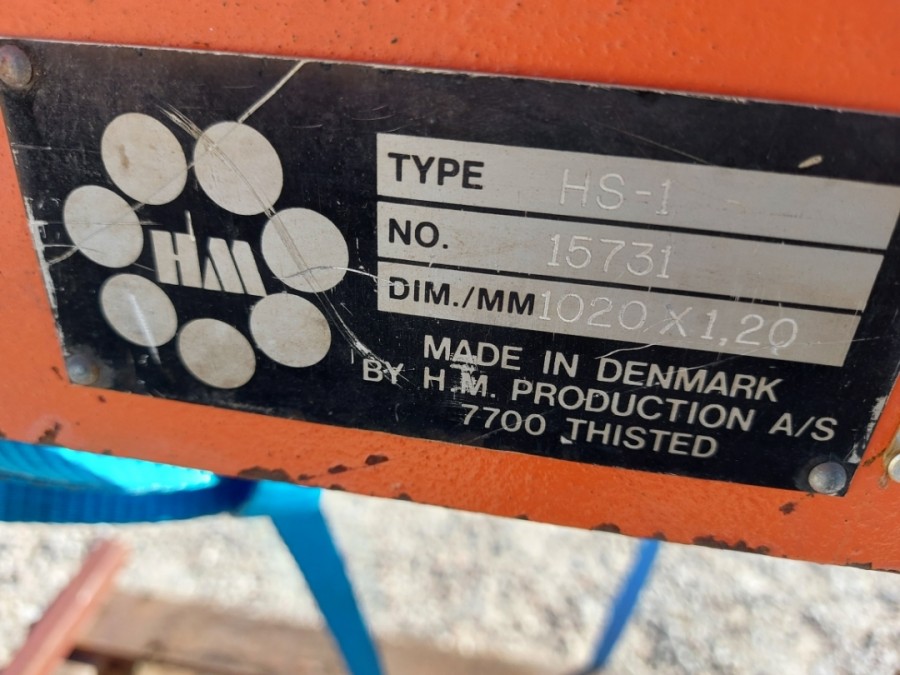 HM
TYPE HS-1
NO. 15731
DIM./MM 1020 X 1,20
MADE IN DENMARK
BY H.M. PRODUCTION A/S
7700 THISTED